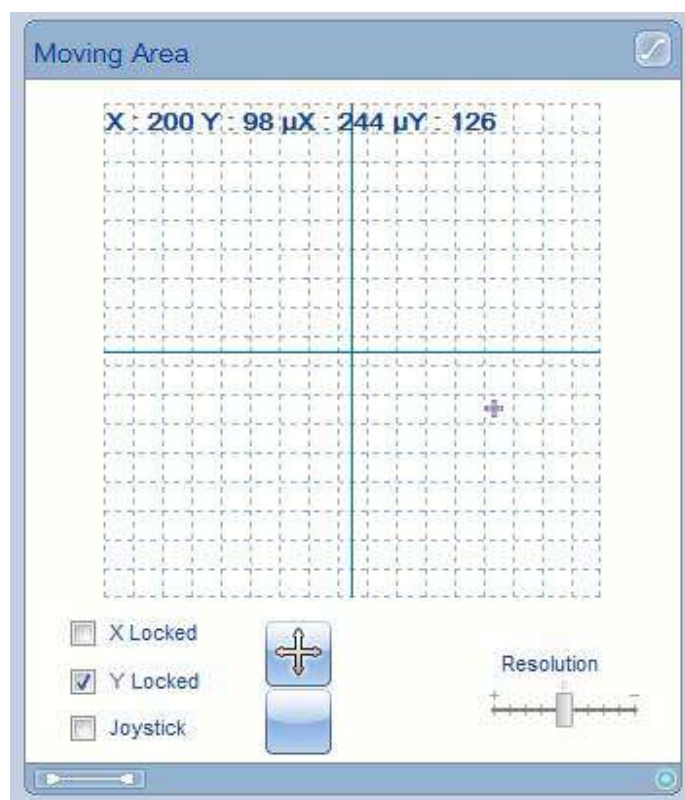 Moving Area
X : 200 Y : 98 µX : 244 µY : 126
X Locked
Y Locked
Joystick
Resolution
+ −